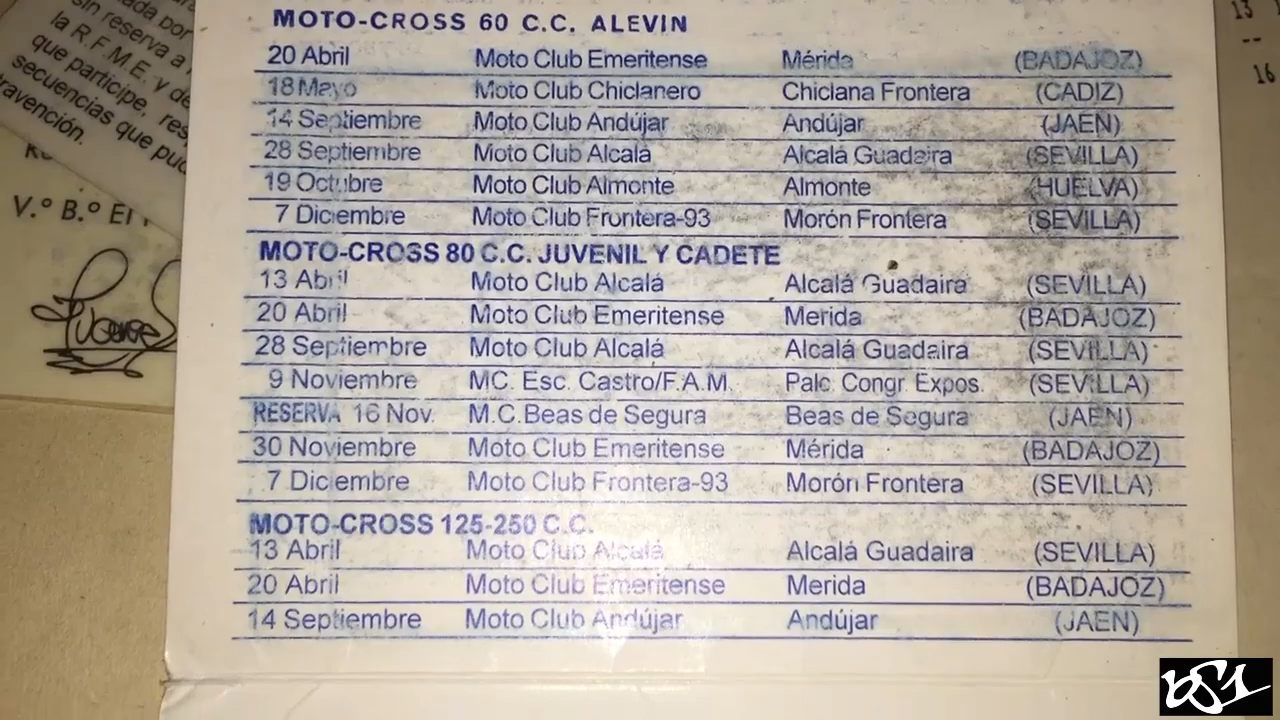 ada por
sin reserva a
la R.F.M.E. y de
que participe, res
secuencias que pud
travención.
V.º B.º El
MOTO-CROSS 60 C.C. ALEVIN
20 Abril Moto Club Emeritense Mérida (BADAJOZ)
18 Mayo Moto Club Chiclanero Chiclana Frontera (CADIZ)
14 Septiembre Moto Club Andújar Andújar (JAEN)
28 Septiembre Moto Club Alcalá Alcalá Guadaira (SEVILLA)
19 Octubre Moto Club Almonte Almonte (HUELVA)
7 Diciembre Moto Club Frontera-93 Morón Frontera (SEVILLA)
MOTO-CROSS 80 C.C. JUVENIL Y CADETE
13 Abril Moto Club Alcalá Alcalá Guadaira (SEVILLA)
20 Abril Moto Club Emeritense Merida (BADAJOZ)
28 Septiembre Moto Club Alcalá Alcalá Guadaira (SEVILLA)
9 Noviembre MC. Esc. Castro/F.A.M. Palc. Congr. Expos. (SEVILLA)
RESERVA 16 Nov. M.C.Beas de Segura Beas de Segura (JAEN)
30 Noviembre Moto Club Emeritense Mérida (BADAJOZ)
7 Diciembre Moto Club Frontera-93 Morón Frontera (SEVILLA)
MOTO-CROSS 125-250 C.C.
13 Abril Moto Club Alcalá Alcalá Guadaira (SEVILLA)
20 Abril Moto Club Emeritense Merida (BADAJOZ)
14 Septiembre Moto Club Andújar Andújar (JAEN)
13
--
16